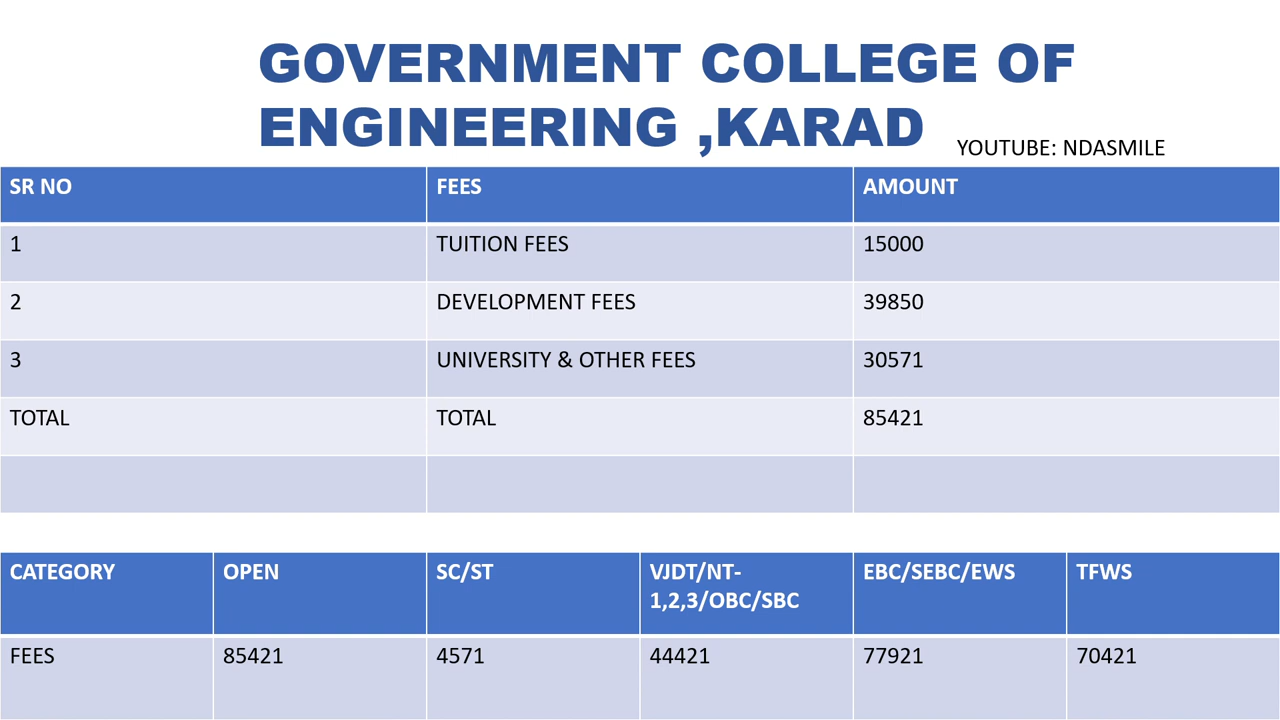 GOVERNMENT COLLEGE OF
ENGINEERING ,KARAD
YOUTUBE: NDASMILE
SR NO FEES AMOUNT
1 TUITION FEES 15000
2 DEVELOPMENT FEES 39850
3 UNIVERSITY & OTHER FEES 30571
TOTAL TOTAL 85421
CATEGORY OPEN SC/ST VJDT/NT- EBC/SEBC/EWS TFWS
1,2,3/OBC/SBC
FEES 85421 4571 44421 77921 70421